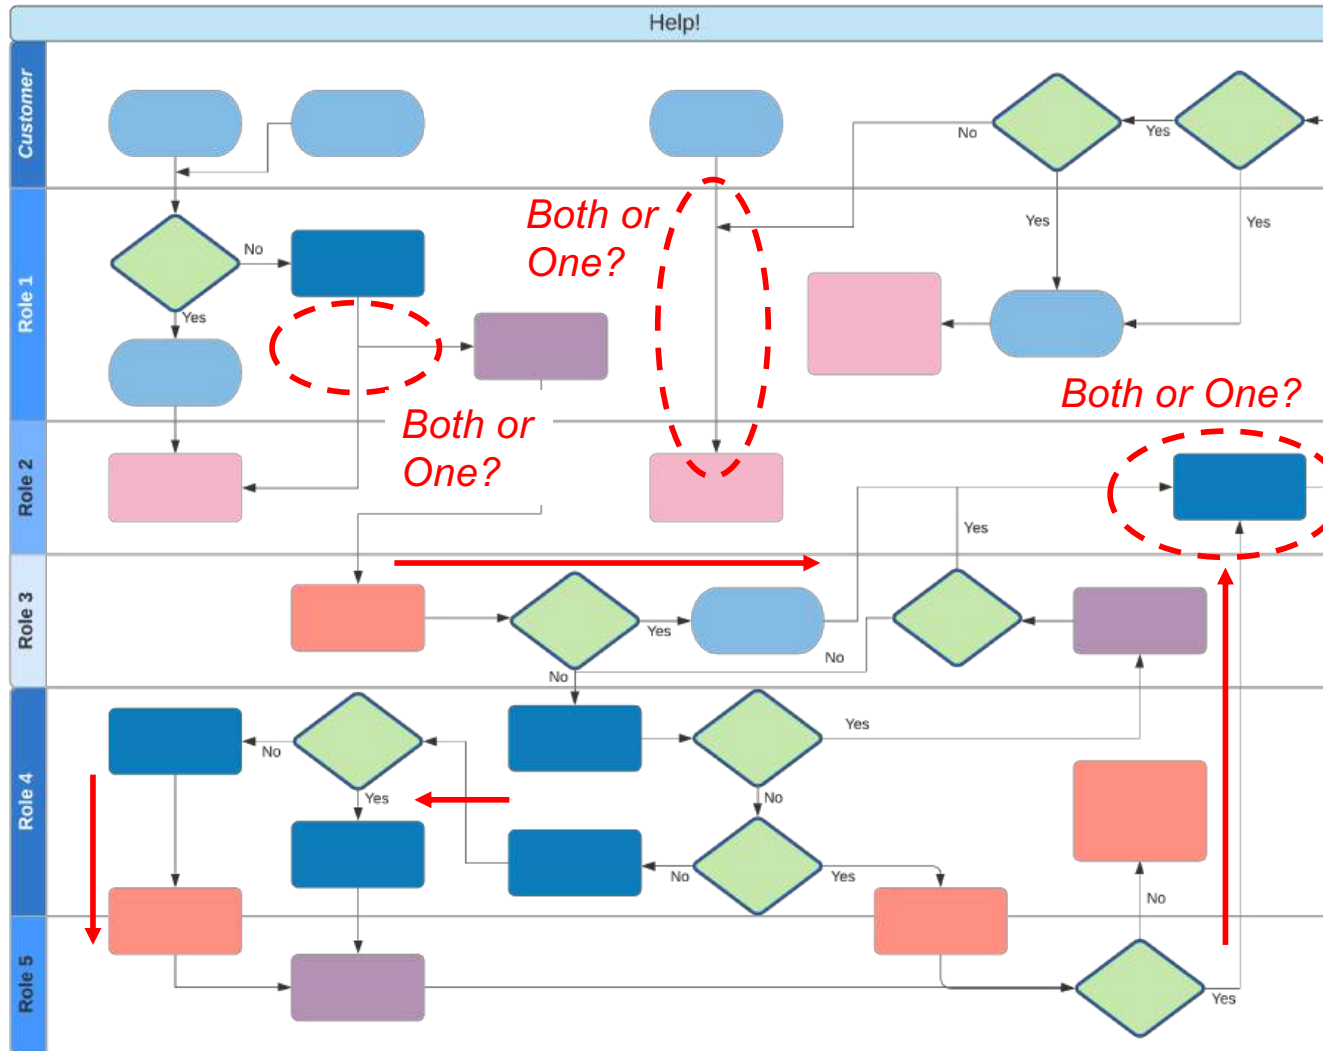 Help!
Customer
No
Yes
Role 1
No
Yes
Both or
One?
Yes
Yes
Both or
One?
Both or One?
Role 2
Yes
Role 3
Yes
No
No
Role 4
No
Yes
Yes
No
No
Yes
No
Role 5
Yes